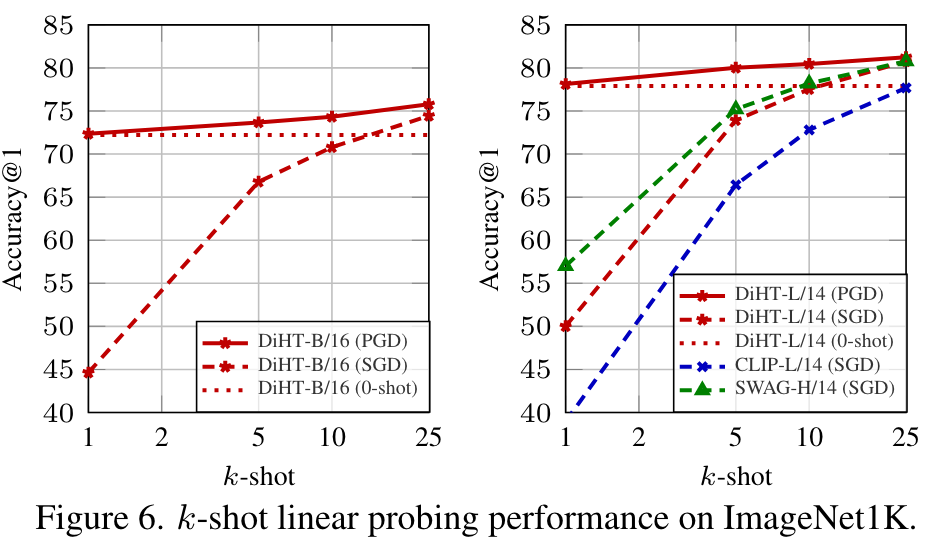 85
80
75
70
65
60
55
50
45
40
Accuracy@1
1 2 5 10 25
k-shot
DiHT-B/16 (PGD)
DiHT-B/16 (SGD)
DiHT-B/16 (0-shot)
85
80
75
70
65
60
55
50
45
40
Accuracy@1
1 2 5 10 25
k-shot
DiHT-L/14 (PGD)
DiHT-L/14 (SGD)
DiHT-L/14 (0-shot)
CLIP-L/14 (SGD)
SWAG-H/14 (SGD)
Figure 6. k-shot linear probing performance on ImageNet1K.